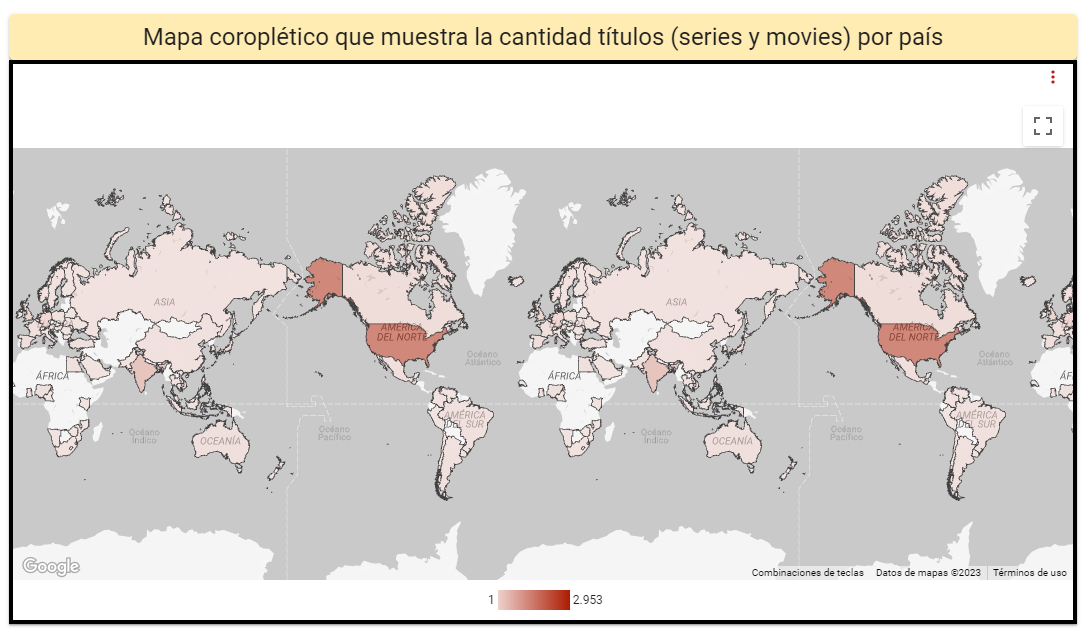 Mapa coroplético que muestra la cantidad títulos (series y movies) por país
ASIA
ASIA
AMÉRICA
DEL NORTE
AMÉRICA
DEL NORTE
Océano
Atlántico
Océano
Atlántico
ÁFRICA
ÁFRICA
ÁF
AMÉRICA
DEL SUR
AMÉRICA
DEL SUR
Océano
Índico
Océano
Pacífico
Océano
Índico
Océano
Pacífico
OCEANÍA
OCEANÍA
Google
Combinaciones de teclas
Datos de mapas ©2023
Términos de uso
1
2.953